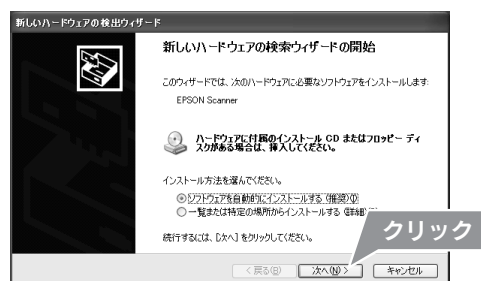 新しいハードウェアの検出ウィザード
新しいハードウェアの検索ウィザードの開始
このウィザードでは、次のハードウェアに必要なソフトウェアをインストールします:
EPSON Scanner
ハードウェアに付属のインストール CD またはフロッピー ディ
スクがある場合は、挿入してください。
インストール方法を選んでください。
ソフトウェアを自動的にインストールする (推奨)(I)
一覧または特定の場所からインストールする (詳細)
続行するには、[次へ] をクリックしてください。
クリック
< 戻る(B) 次へ(N) > キャンセル